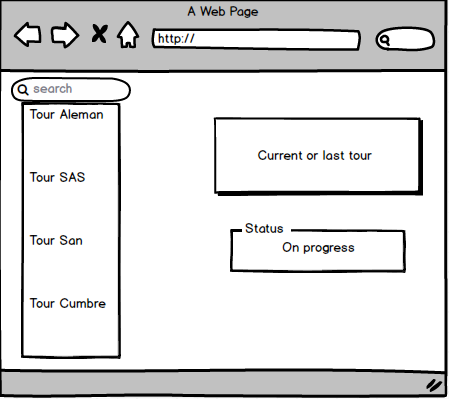 A Web Page
http://
search
Tour Aleman
Tour SAS
Tour San
Tour Cumbre
Current or last tour
Status
On progress